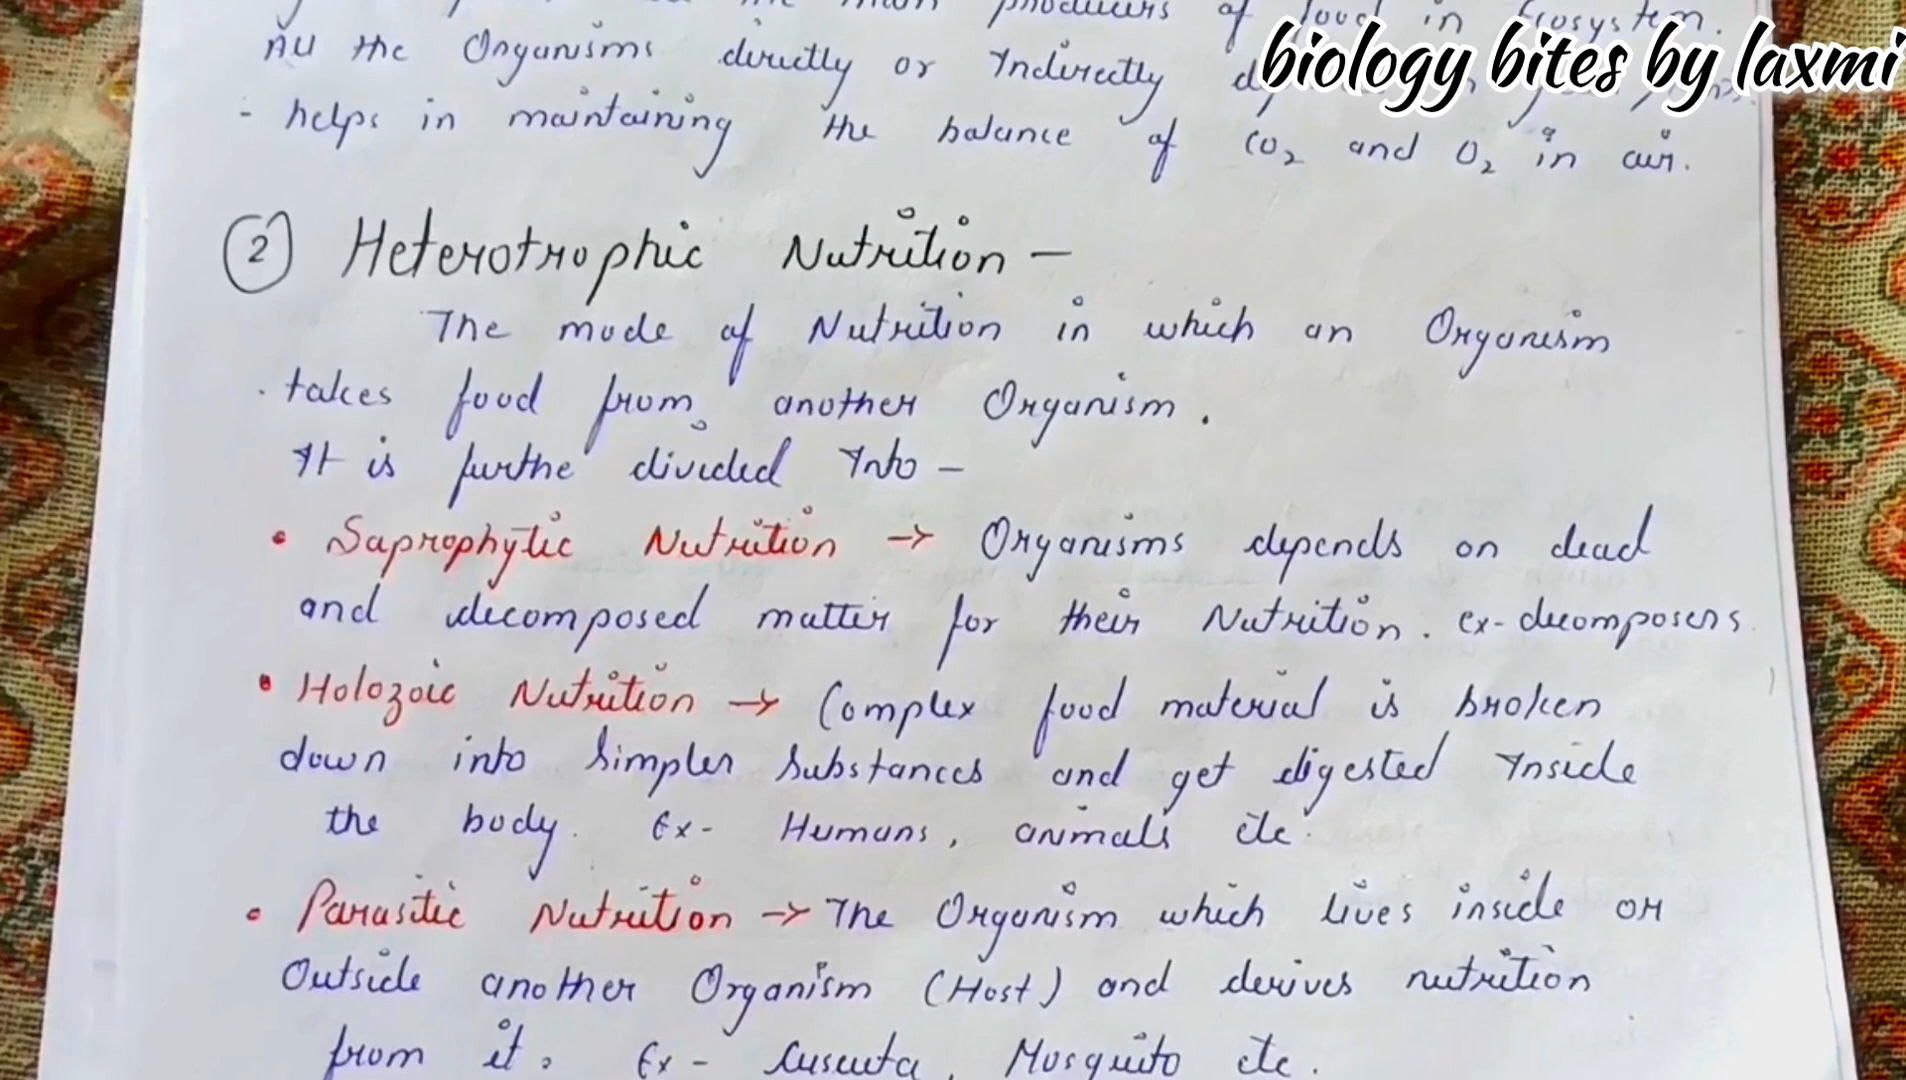 producers of food in Ecosystem.
biology bites by laxmi
All the Organisms directly or Indirectly
- helps in maintaining the balance of CO₂ and O₂ in air.
② Heterotrophic Nutrition -
The mode of Nutrition in which an Organism
takes food from another Organism.
It is furthe divided Into -
• Saprophytic Nutrition → Organisms depends on dead
and decomposed matter for their Nutrition. ex- decomposers
• Holozoic Nutrition → Complex food material is broken
down into Simpler Substances and get digested Inside
the body. Ex- Humans, animals etc.
• Parasitic Nutrition → The Organism which lives inside or
Outside another Organism (Host) and derives nutrition
from it. Ex - Cuscuta, Mosquito etc.